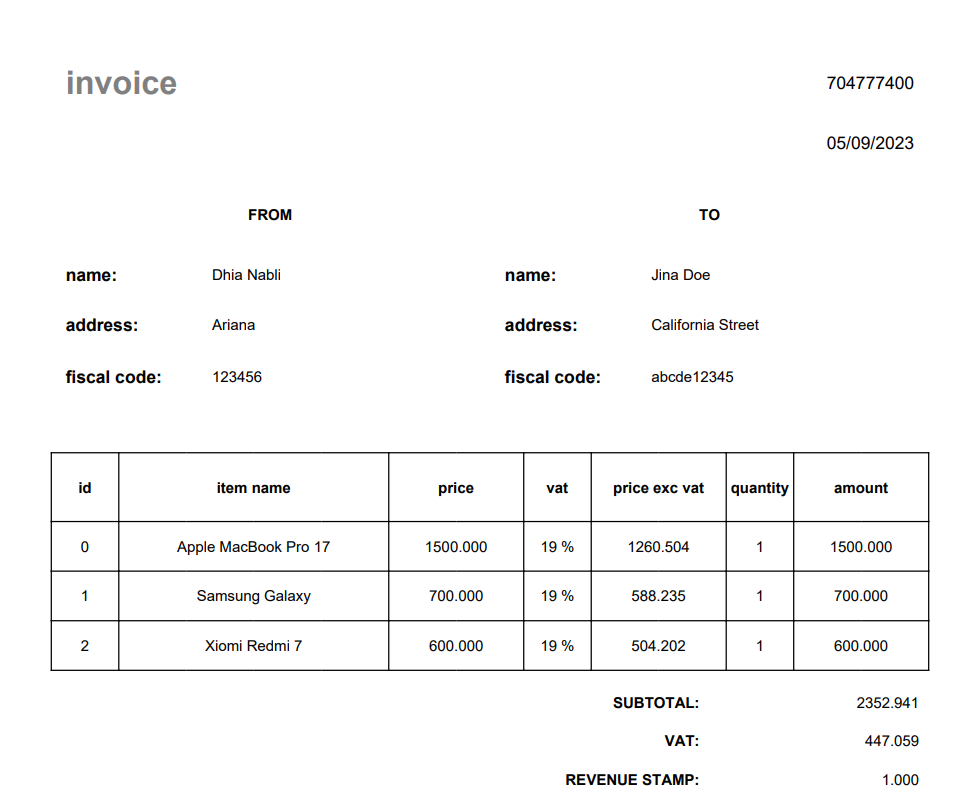 invoice 704777400
05/09/2023
FROM TO
name: Dhia Nabli name: Jina Doe
address: Ariana address: California Street
fiscal code: 123456 fiscal code: abcde12345
id item name price vat price exc vat quantity amount
0 Apple MacBook Pro 17 1500.000 19 % 1260.504 1 1500.000
1 Samsung Galaxy 700.000 19 % 588.235 1 700.000
2 Xiomi Redmi 7 600.000 19 % 504.202 1 600.000
SUBTOTAL: 2352.941
VAT: 447.059
REVENUE STAMP: 1.000